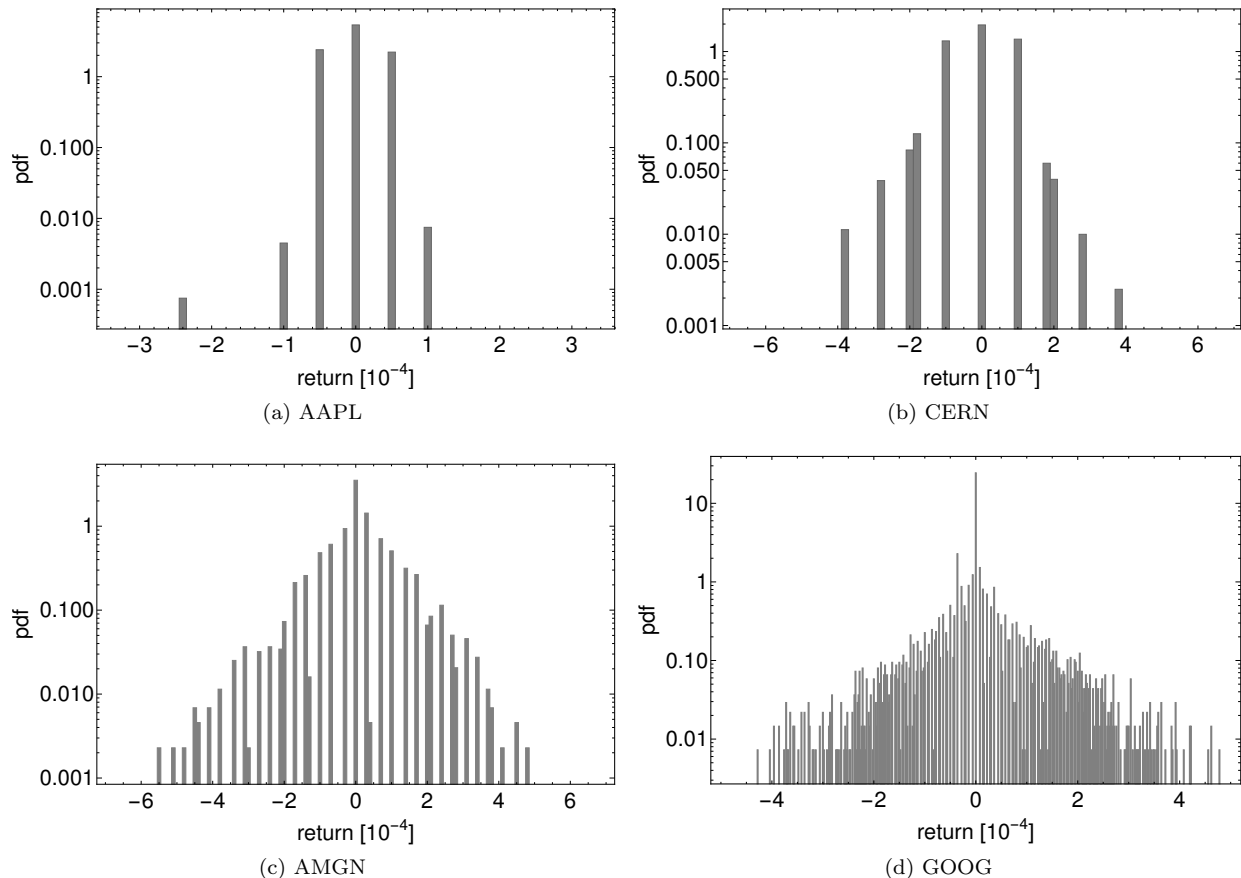 1
0.100
0.010
0.001
pdf
−3 −2 −1 0 1 2 3
return [10−4]
(a) AAPL
1
0.500
0.100
0.050
0.010
0.005
0.001
pdf
−6 −4 −2 0 2 4 6
return [10−4]
(b) CERN
1
0.100
0.010
0.001
pdf
−6 −4 −2 0 2 4 6
return [10−4]
(c) AMGN
10
1
0.10
0.01
pdf
−4 −2 0 2 4
return [10−4]
(d) GOOG